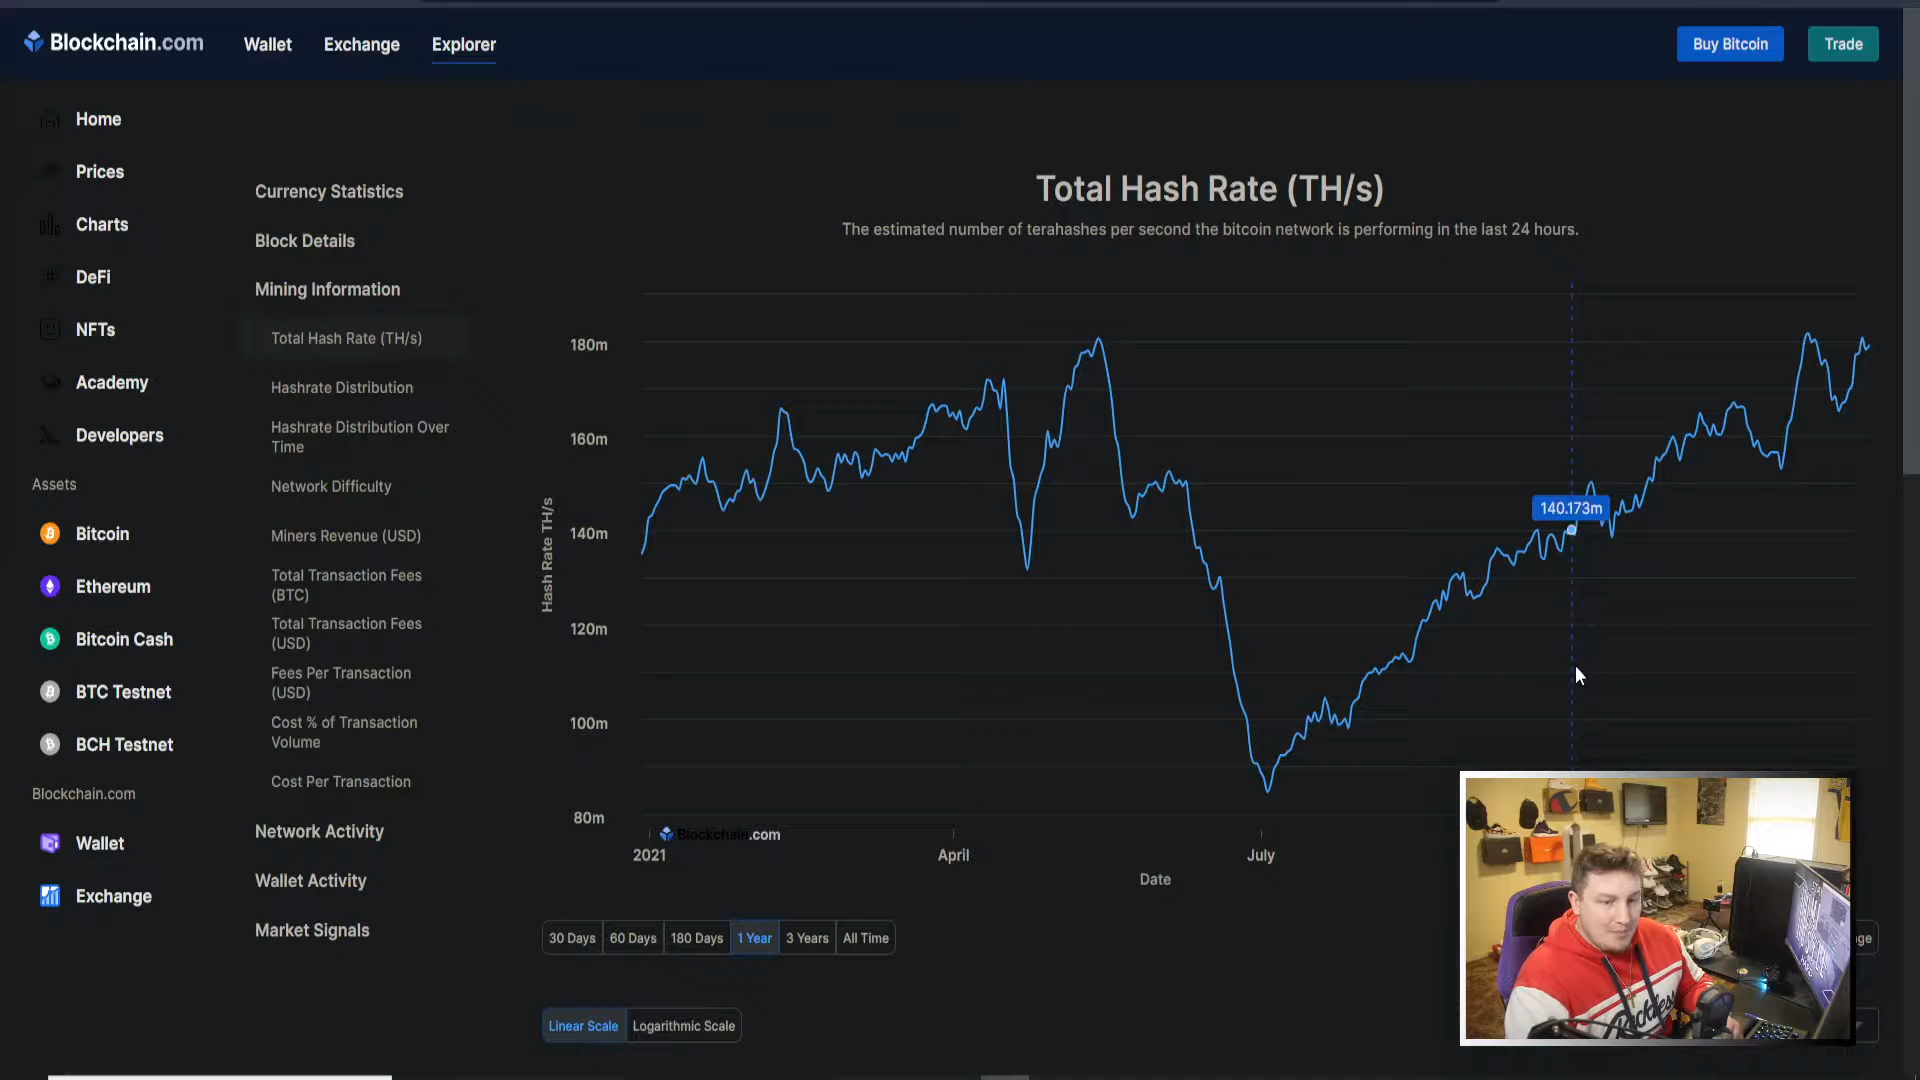 Blockchain.com
Wallet
Exchange
Explorer
Buy Bitcoin
Trade
Home
Prices
Charts
DeFi
NFTs
Academy
Developers
Assets
Bitcoin
Ethereum
Bitcoin Cash
BTC Testnet
BCH Testnet
Blockchain.com
Wallet
Exchange
Currency Statistics
Block Details
Mining Information
Total Hash Rate (TH/s)
Hashrate Distribution
Hashrate Distribution Over
Time
Network Difficulty
Miners Revenue (USD)
Total Transaction Fees
(BTC)
Total Transaction Fees
(USD)
Fees Per Transaction
(USD)
Cost % of Transaction
Volume
Cost Per Transaction
Network Activity
Wallet Activity
Market Signals
Total Hash Rate (TH/s)
The estimated number of terahashes per second the bitcoin network is performing in the last 24 hours.
Hash Rate TH/s
180m
160m
140m
120m
100m
80m
140.173m
Blockchain.com
2021
April
July
Date
30 Days
60 Days
180 Days
1 Year
3 Years
All Time
Linear Scale
Logarithmic Scale